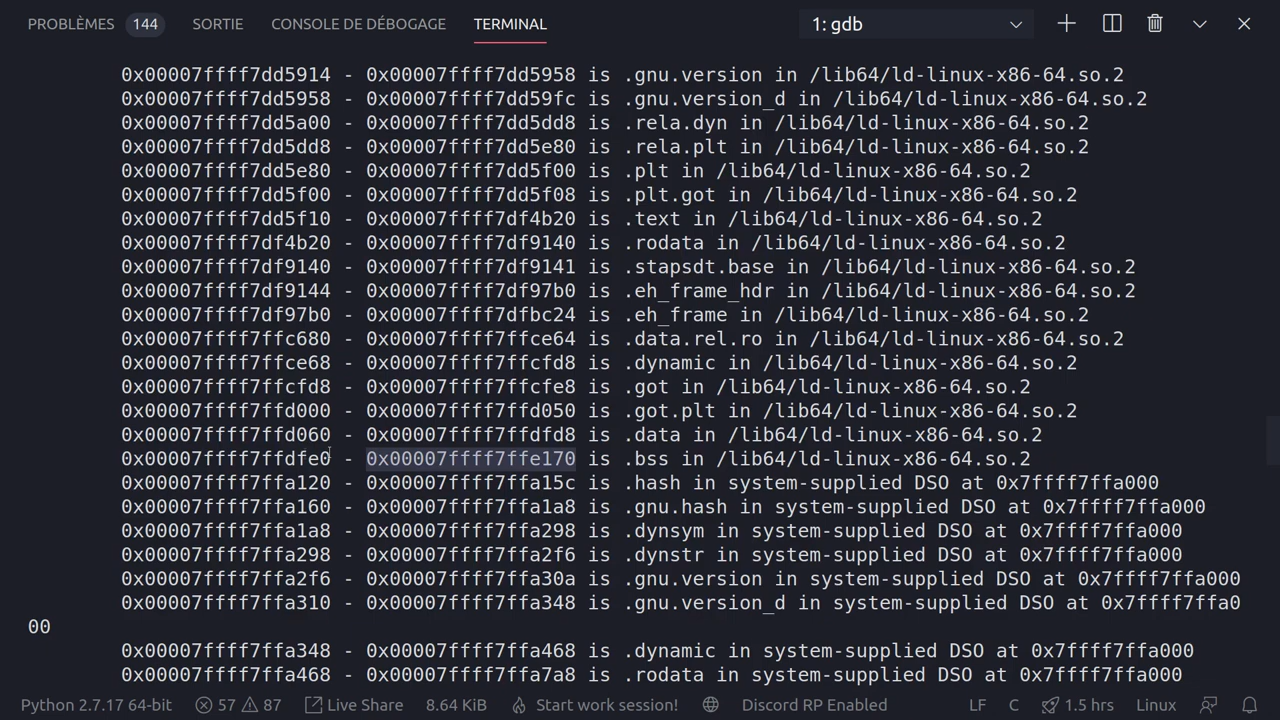 PROBLÈMES 144 SORTIE CONSOLE DE DÉBOGAGE TERMINAL 1: gdb
0x00007ffff7dd5914 - 0x00007ffff7dd5958 is .gnu.version in /lib64/ld-linux-x86-64.so.2
0x00007ffff7dd5958 - 0x00007ffff7dd59fc is .gnu.version_d in /lib64/ld-linux-x86-64.so.2
0x00007ffff7dd5a00 - 0x00007ffff7dd5dd8 is .rela.dyn in /lib64/ld-linux-x86-64.so.2
0x00007ffff7dd5dd8 - 0x00007ffff7dd5e80 is .rela.plt in /lib64/ld-linux-x86-64.so.2
0x00007ffff7dd5e80 - 0x00007ffff7dd5f00 is .plt in /lib64/ld-linux-x86-64.so.2
0x00007ffff7dd5f00 - 0x00007ffff7dd5f08 is .plt.got in /lib64/ld-linux-x86-64.so.2
0x00007ffff7dd5f10 - 0x00007ffff7df4b20 is .text in /lib64/ld-linux-x86-64.so.2
0x00007ffff7df4b20 - 0x00007ffff7df9140 is .rodata in /lib64/ld-linux-x86-64.so.2
0x00007ffff7df9140 - 0x00007ffff7df9141 is .stapsdt.base in /lib64/ld-linux-x86-64.so.2
0x00007ffff7df9144 - 0x00007ffff7df97b0 is .eh_frame_hdr in /lib64/ld-linux-x86-64.so.2
0x00007ffff7df97b0 - 0x00007ffff7dfbc24 is .eh_frame in /lib64/ld-linux-x86-64.so.2
0x00007ffff7ffc680 - 0x00007ffff7ffce64 is .data.rel.ro in /lib64/ld-linux-x86-64.so.2
0x00007ffff7ffce68 - 0x00007ffff7ffcfd8 is .dynamic in /lib64/ld-linux-x86-64.so.2
0x00007ffff7ffcfd8 - 0x00007ffff7ffcfe8 is .got in /lib64/ld-linux-x86-64.so.2
0x00007ffff7ffd000 - 0x00007ffff7ffd050 is .got.plt in /lib64/ld-linux-x86-64.so.2
0x00007ffff7ffd060 - 0x00007ffff7ffdfd8 is .data in /lib64/ld-linux-x86-64.so.2
0x00007ffff7ffdfe0 - 0x00007ffff7ffe170 is .bss in /lib64/ld-linux-x86-64.so.2
0x00007ffff7ffa120 - 0x00007ffff7ffa15c is .hash in system-supplied DSO at 0x7ffff7ffa000
0x00007ffff7ffa160 - 0x00007ffff7ffa1a8 is .gnu.hash in system-supplied DSO at 0x7ffff7ffa000
0x00007ffff7ffa1a8 - 0x00007ffff7ffa298 is .dynsym in system-supplied DSO at 0x7ffff7ffa000
0x00007ffff7ffa298 - 0x00007ffff7ffa2f6 is .dynstr in system-supplied DSO at 0x7ffff7ffa000
0x00007ffff7ffa2f6 - 0x00007ffff7ffa30a is .gnu.version in system-supplied DSO at 0x7ffff7ffa000
0x00007ffff7ffa310 - 0x00007ffff7ffa348 is .gnu.version_d in system-supplied DSO at 0x7ffff7ffa0
00
0x00007ffff7ffa348 - 0x00007ffff7ffa468 is .dynamic in system-supplied DSO at 0x7ffff7ffa000
0x00007ffff7ffa468 - 0x00007ffff7ffa7a8 is .rodata in system-supplied DSO at 0x7ffff7ffa000
Python 2.7.17 64-bit 57 87 Live Share 8.64 KiB Start work session! Discord RP Enabled LF C 1.5 hrs Linux